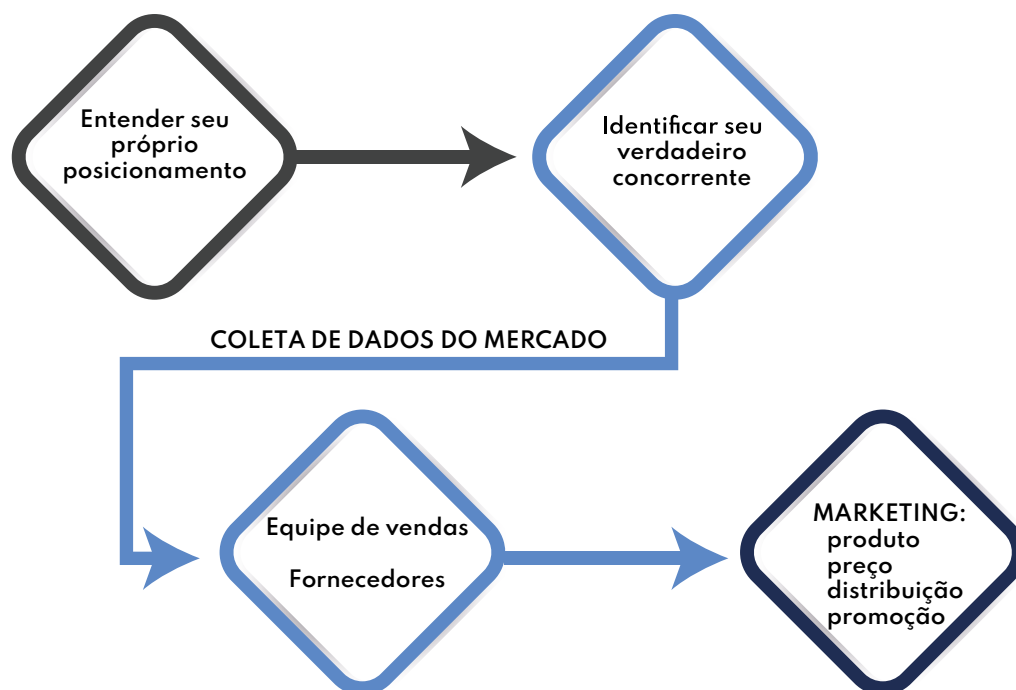 Entender seu
próprio
posicionamento
Identificar seu
verdadeiro
concorrente
COLETA DE DADOS DO MERCADO
Equipe de vendas
Fornecedores
MARKETING:
produto
preço
distribuição
promoção